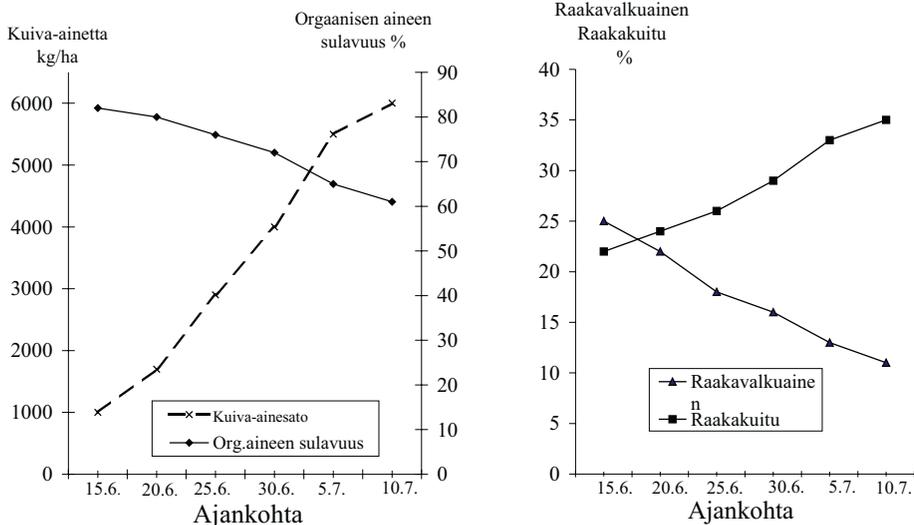 Kuiva-ainetta
kg/ha
Orgaanisen aineen
sulavuus %
6000
5000
4000
3000
2000
1000
0
90
80
70
60
50
40
30
20
10
0
Kuiva-ainesato
Org.aineen sulavuus
15.6. 20.6. 25.6. 30.6. 5.7. 10.7.
Ajankohta
Raakavalkuainen
Raakakuitu
%
40
35
30
25
20
15
10
5
0
Raakavalkuaine
n
Raakakuitu
15.6. 20.6. 25.6. 30.6. 5.7. 10.7.
Ajankohta